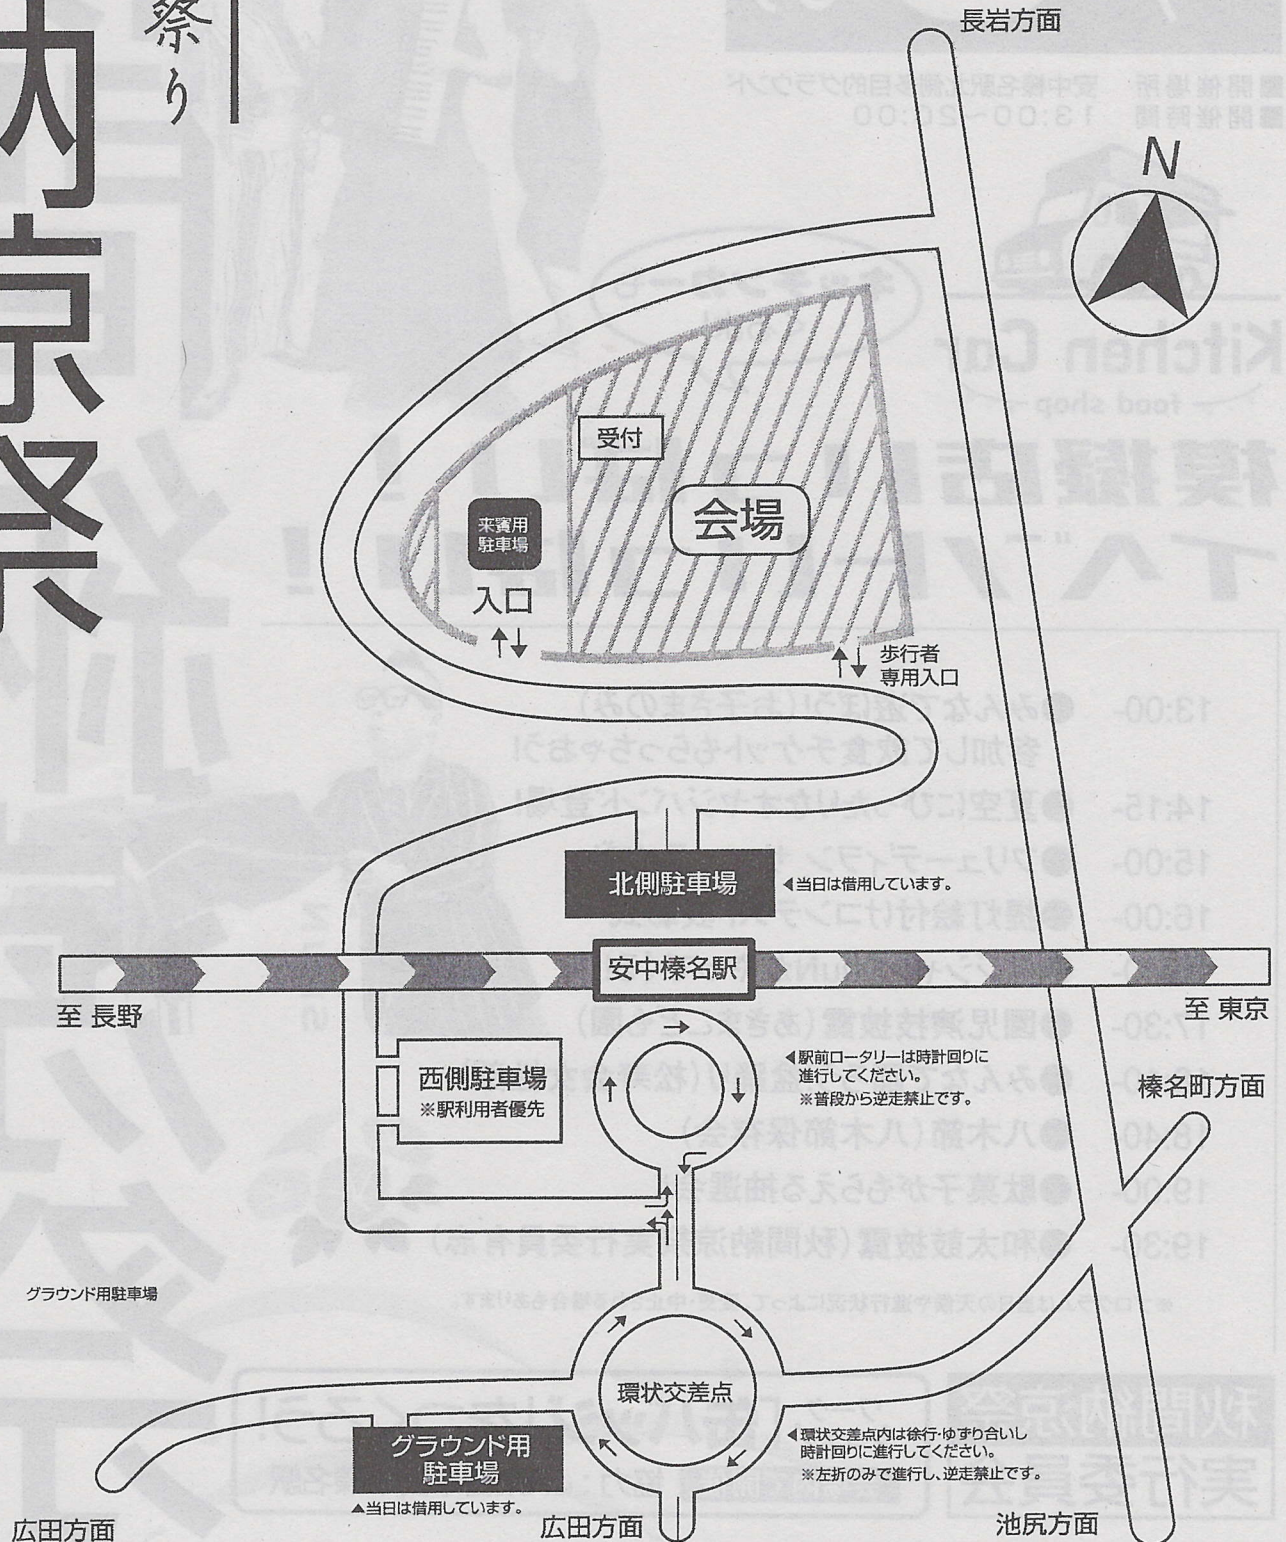 祭り
納涼祭
長岩方面
N
受付
会場
来賓用
駐車場
入口
歩行者
専用入口
北側駐車場
◀当日は借用しています。
安中榛名駅
至 長野
至 東京
西側駐車場
※駅利用者優先
◀駅前ロータリーは時計回りに
進行してください。
※普段から逆走禁止です。
榛名町方面
グラウンド用駐車場
環状交差点
◀環状交差点内は徐行・ゆずり合いし
時計回りに進行してください。
※左折のみで進行し、逆走禁止です。
グラウンド用
駐車場
▲当日は借用しています。
広田方面
広田方面
池尻方面